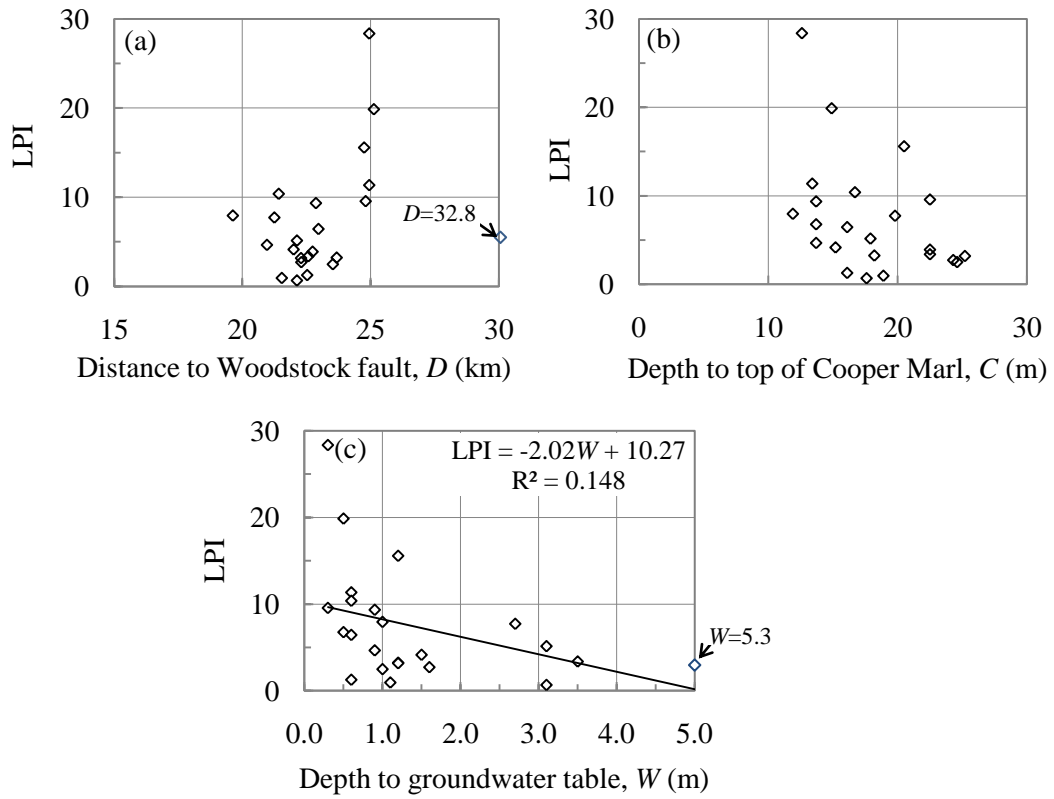 (a)
30
20
10
0
LPI
D=32.8
15 20 25 30
Distance to Woodstock fault, D (km)
(b)
30
20
10
0
LPI
0 10 20 30
Depth to top of Cooper Marl, C (m)
(c)
LPI = -2.02W + 10.27
R² = 0.148
30
20
10
0
LPI
W=5.3
0.0 1.0 2.0 3.0 4.0 5.0
Depth to groundwater table, W (m)